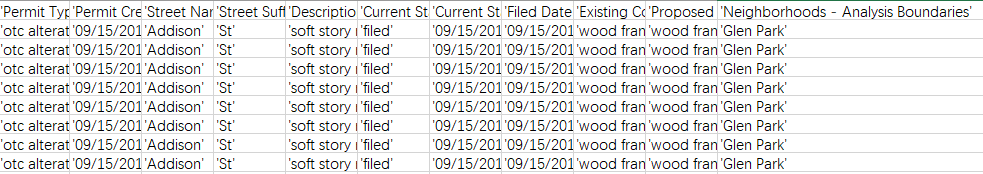 'Permit Typ 'Permit Cre 'Street Nar 'Street Suff 'Descriptio 'Current St 'Current St 'Filed Date 'Existing Co 'Proposed 'Neighborhoods - Analysis Boundaries'
'otc alterat '09/15/201 'Addison' 'St' 'soft story r 'filed' '09/15/201 '09/15/201 'wood fran 'wood fran 'Glen Park'
'otc alterat '09/15/201 'Addison' 'St' 'soft story r 'filed' '09/15/201 '09/15/201 'wood fran 'wood fran 'Glen Park'
'otc alterat '09/15/201 'Addison' 'St' 'soft story r 'filed' '09/15/201 '09/15/201 'wood fran 'wood fran 'Glen Park'
'otc alterat '09/15/201 'Addison' 'St' 'soft story r 'filed' '09/15/201 '09/15/201 'wood fran 'wood fran 'Glen Park'
'otc alterat '09/15/201 'Addison' 'St' 'soft story r 'filed' '09/15/201 '09/15/201 'wood fran 'wood fran 'Glen Park'
'otc alterat '09/15/201 'Addison' 'St' 'soft story r 'filed' '09/15/201 '09/15/201 'wood fran 'wood fran 'Glen Park'
'otc alterat '09/15/201 'Addison' 'St' 'soft story r 'filed' '09/15/201 '09/15/201 'wood fran 'wood fran 'Glen Park'
'otc alterat '09/15/201 'Addison' 'St' 'soft story r 'filed' '09/15/201 '09/15/201 'wood fran 'wood fran 'Glen Park'